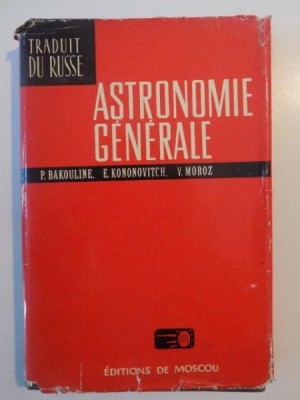 TRADUIT
DU RUSSE
ASTRONOMIE
GÉNÉRALE
P. BAKOULINE, E. KONONOVITCH, V. MOROZ
ÉDITIONS DE MOSCOU